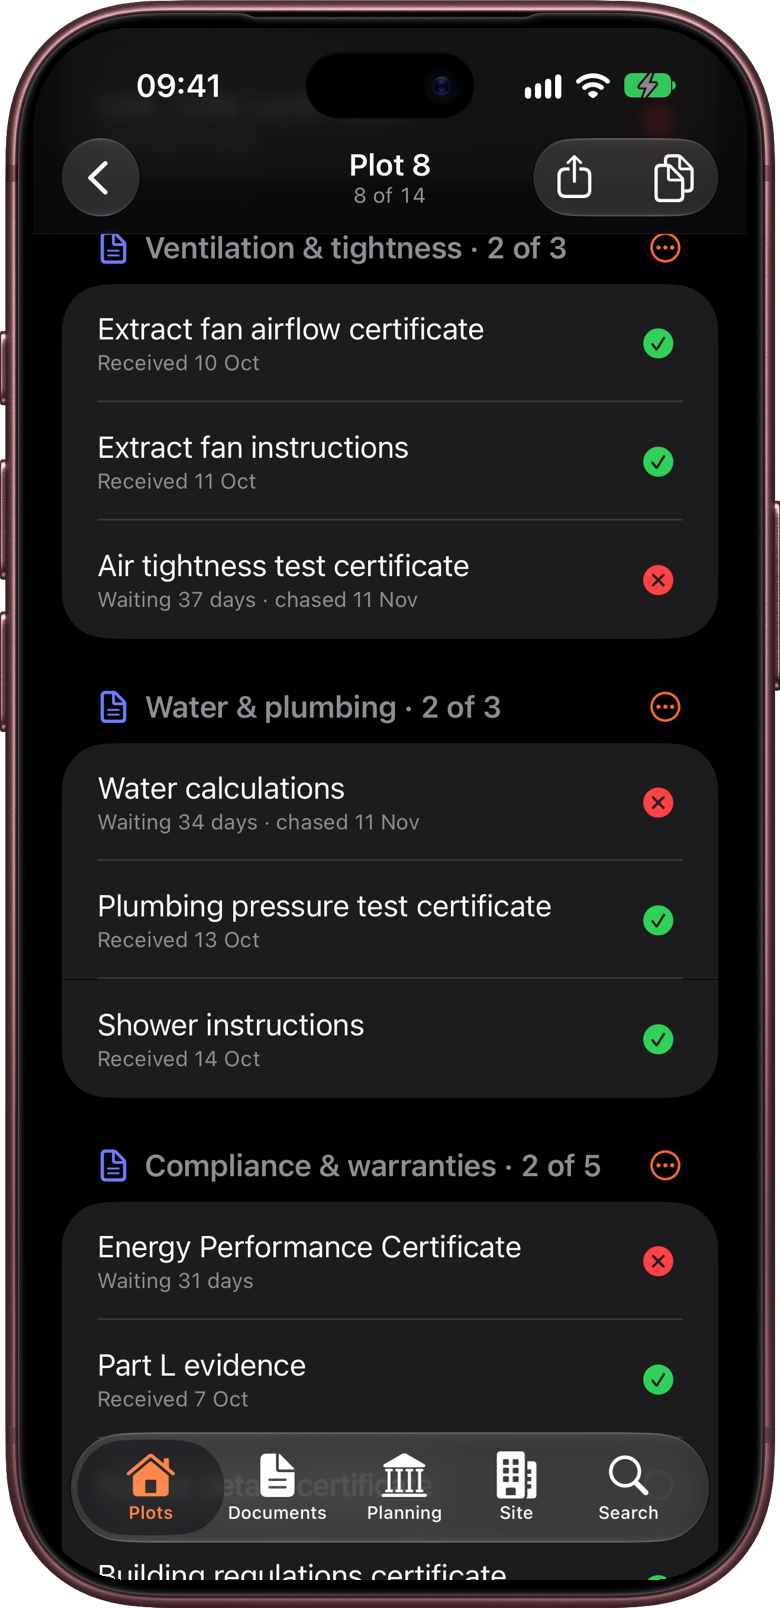 09:41
Plot 8
8 of 14
Ventilation & tightness · 2 of 3
Extract fan airflow certificate
Received 10 Oct
Extract fan instructions
Received 11 Oct
Air tightness test certificate
Waiting 37 days · chased 11 Nov
Water & plumbing · 2 of 3
Water calculations
Waiting 34 days · chased 11 Nov
Plumbing pressure test certificate
Received 13 Oct
Shower instructions
Received 14 Oct
Compliance & warranties · 2 of 5
Energy Performance Certificate
Waiting 31 days
Part L evidence
Received 7 Oct
Plots
Documents
Planning
Site
Search
Building regulations certificate